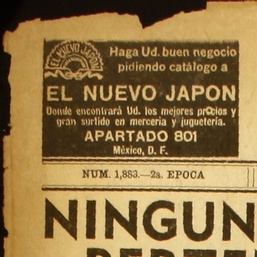 EL NUEVO JAPON
Haga Ud. buen negocio
pidiendo catálogo a
EL NUEVO JAPON
Donde encontrará Ud. los mejores precios y
gran surtido en mercería y juguetería.
APARTADO 801
México, D. F.
NUM. 1,883.—2a. EPOCA
NINGUN